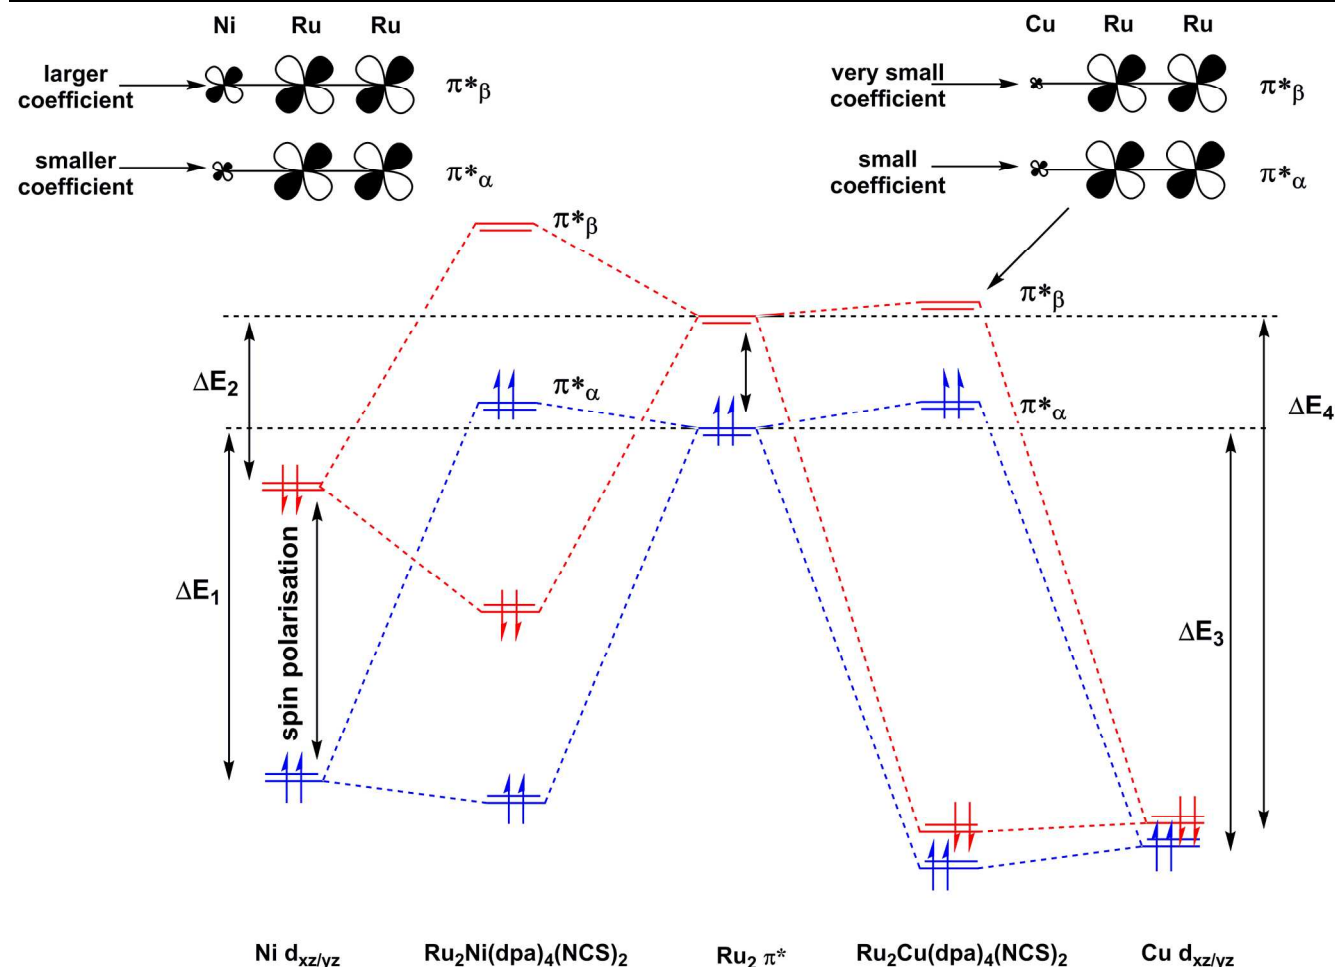 Ni Ru Ru
Cu Ru Ru
larger
coefficient
π*β
very small
coefficient
π*β
smaller
coefficient
π*α
small
coefficient
π*α
π*β
π*β
ΔE2
π*α
π*α
ΔE4
ΔE1
spin polarisation
ΔE3
Ni dxz/yz
Ru2Ni(dpa)4(NCS)2
Ru2 π*
Ru2Cu(dpa)4(NCS)2
Cu dxz/yz